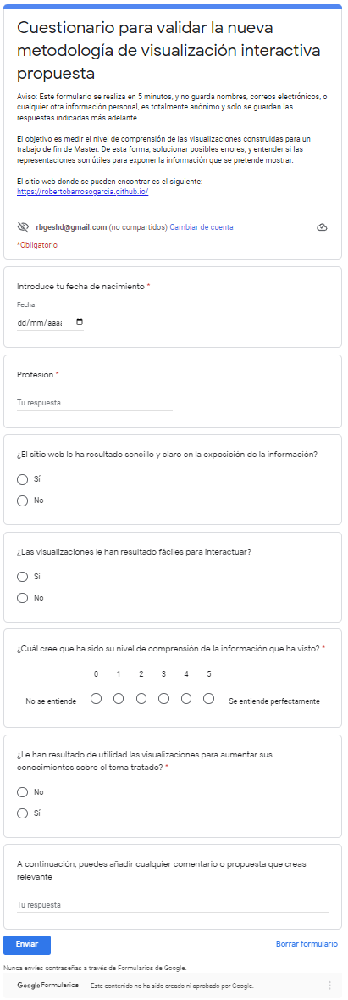 Cuestionario para validar la nueva
metodología de visualización interactiva
propuesta
Aviso: Este formulario se realiza en 5 minutos, y no guarda nombres, correos electrónicos, o
cualquier otra información personal, es totalmente anónimo y solo se guardan las
respuestas indicadas más adelante.
El objetivo es medir el nivel de comprensión de las visualizaciones construidas para un
trabajo de fin de Master. De esta forma, solucionar posibles errores, y entender si las
representaciones son útiles para exponer la información que se pretende mostrar.
El sitio web donde se pueden encontrar es el siguiente:
https://robertobarrosogarcia.github.io/
rbgeshd@gmail.com (no compartidos) Cambiar de cuenta
*Obligatorio
Introduce tu fecha de nacimiento *
Fecha
dd/mm/aaaa
Profesión *
Tu respuesta
¿El sitio web le ha resultado sencillo y claro en la exposición de la información?
Sí
No
¿Las visualizaciones le han resultado fáciles para interactuar?
Sí
No
¿Cuál cree que ha sido su nivel de comprensión de la información que ha visto? *
0 1 2 3 4 5
No se entiende Se entiende perfectamente
¿Le han resultado de utilidad las visualizaciones para aumentar sus
conocimientos sobre el tema tratado? *
No
Sí
A continuación, puedes añadir cualquier comentario o propuesta que creas
relevante
Tu respuesta
Enviar Borrar formulario
Nunca envíes contraseñas a través de Formularios de Google.
Google Formularios Este contenido no ha sido creado ni aprobado por Google.